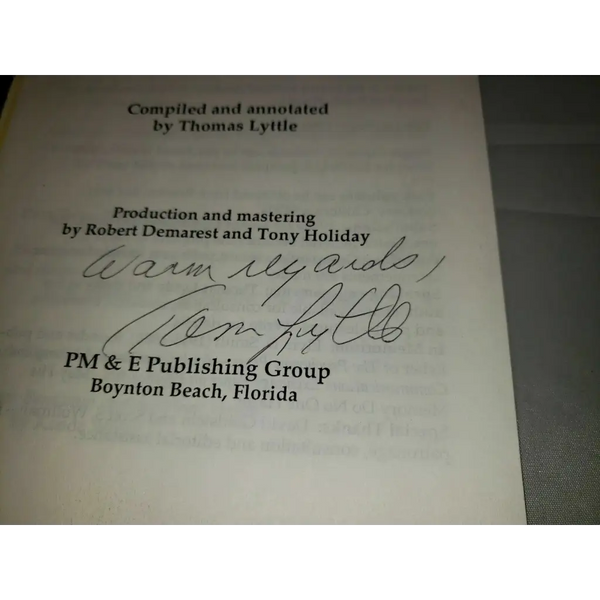 Compiled and annotated
by Thomas Lyttle
Production and mastering
by Robert Demarest and Tony Holiday
Warm regards,
Tom Lyttle
PM & E Publishing Group
Boynton Beach, Florida